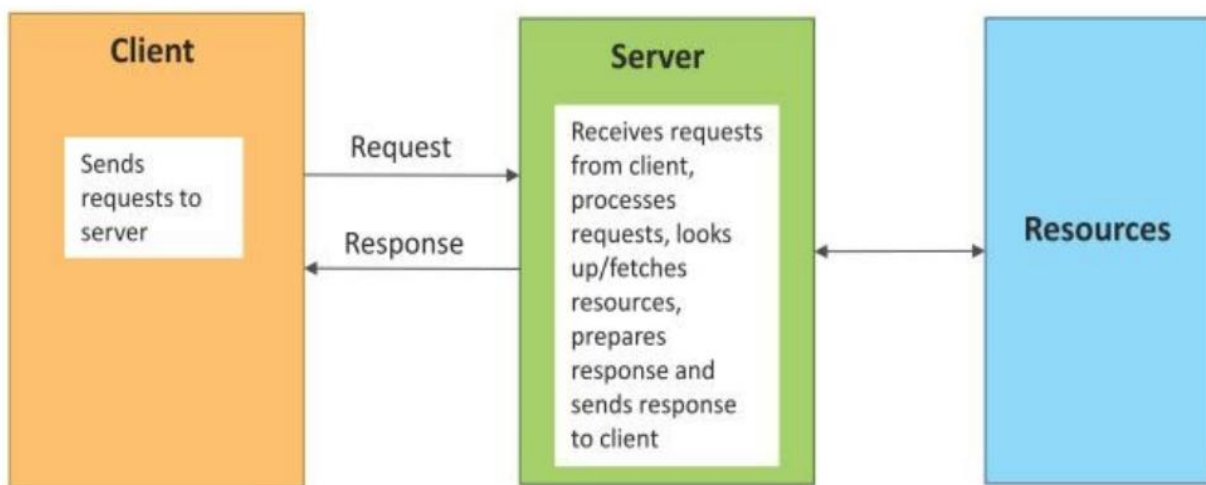 Client
Sends
requests to
server
Request
Response
Server
Receives requests
from client,
processes
requests, looks
up/fetches
resources,
prepares
response and
sends response
to client
Resources